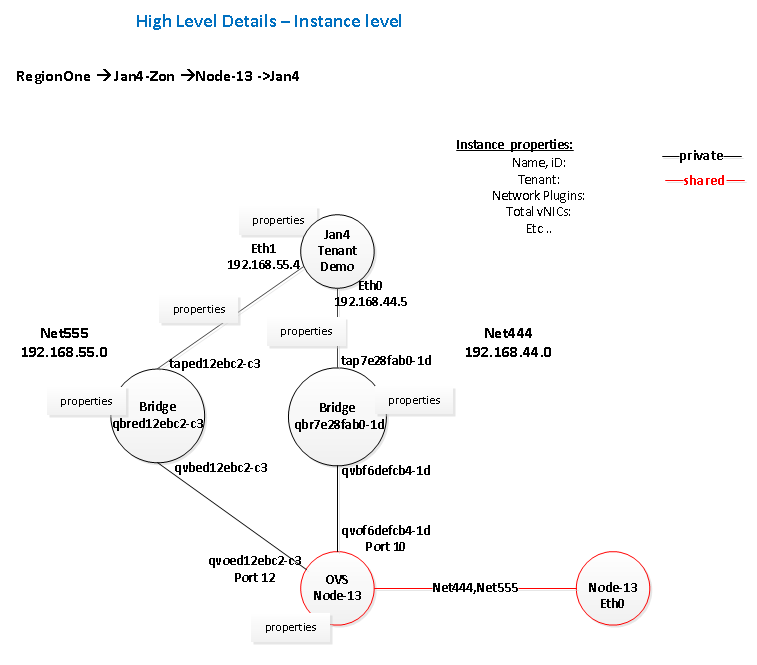 High Level Details – Instance level
RegionOne → Jan4-Zon →Node-13 ->Jan4
Instance properties:
Name, iD:
Tenant:
Network Plugins:
Total vNICs:
Etc ..
private
shared
properties
Jan4
Tenant
Demo
Eth1
192.168.55.4
Eth0
192.168.44.5
properties
properties
Net555
192.168.55.0
Net444
192.168.44.0
taped12ebc2-c3
tap7e28fab0-1d
properties
Bridge
qbred12ebc2-c3
Bridge
qbr7e28fab0-1d
properties
qvbed12ebc2-c3
qvbf6defcb4-1d
qvof6defcb4-1d
Port 10
qvoed12ebc2-c3
Port 12
OVS
Node-13
Net444,Net555
Node-13
Eth0
properties